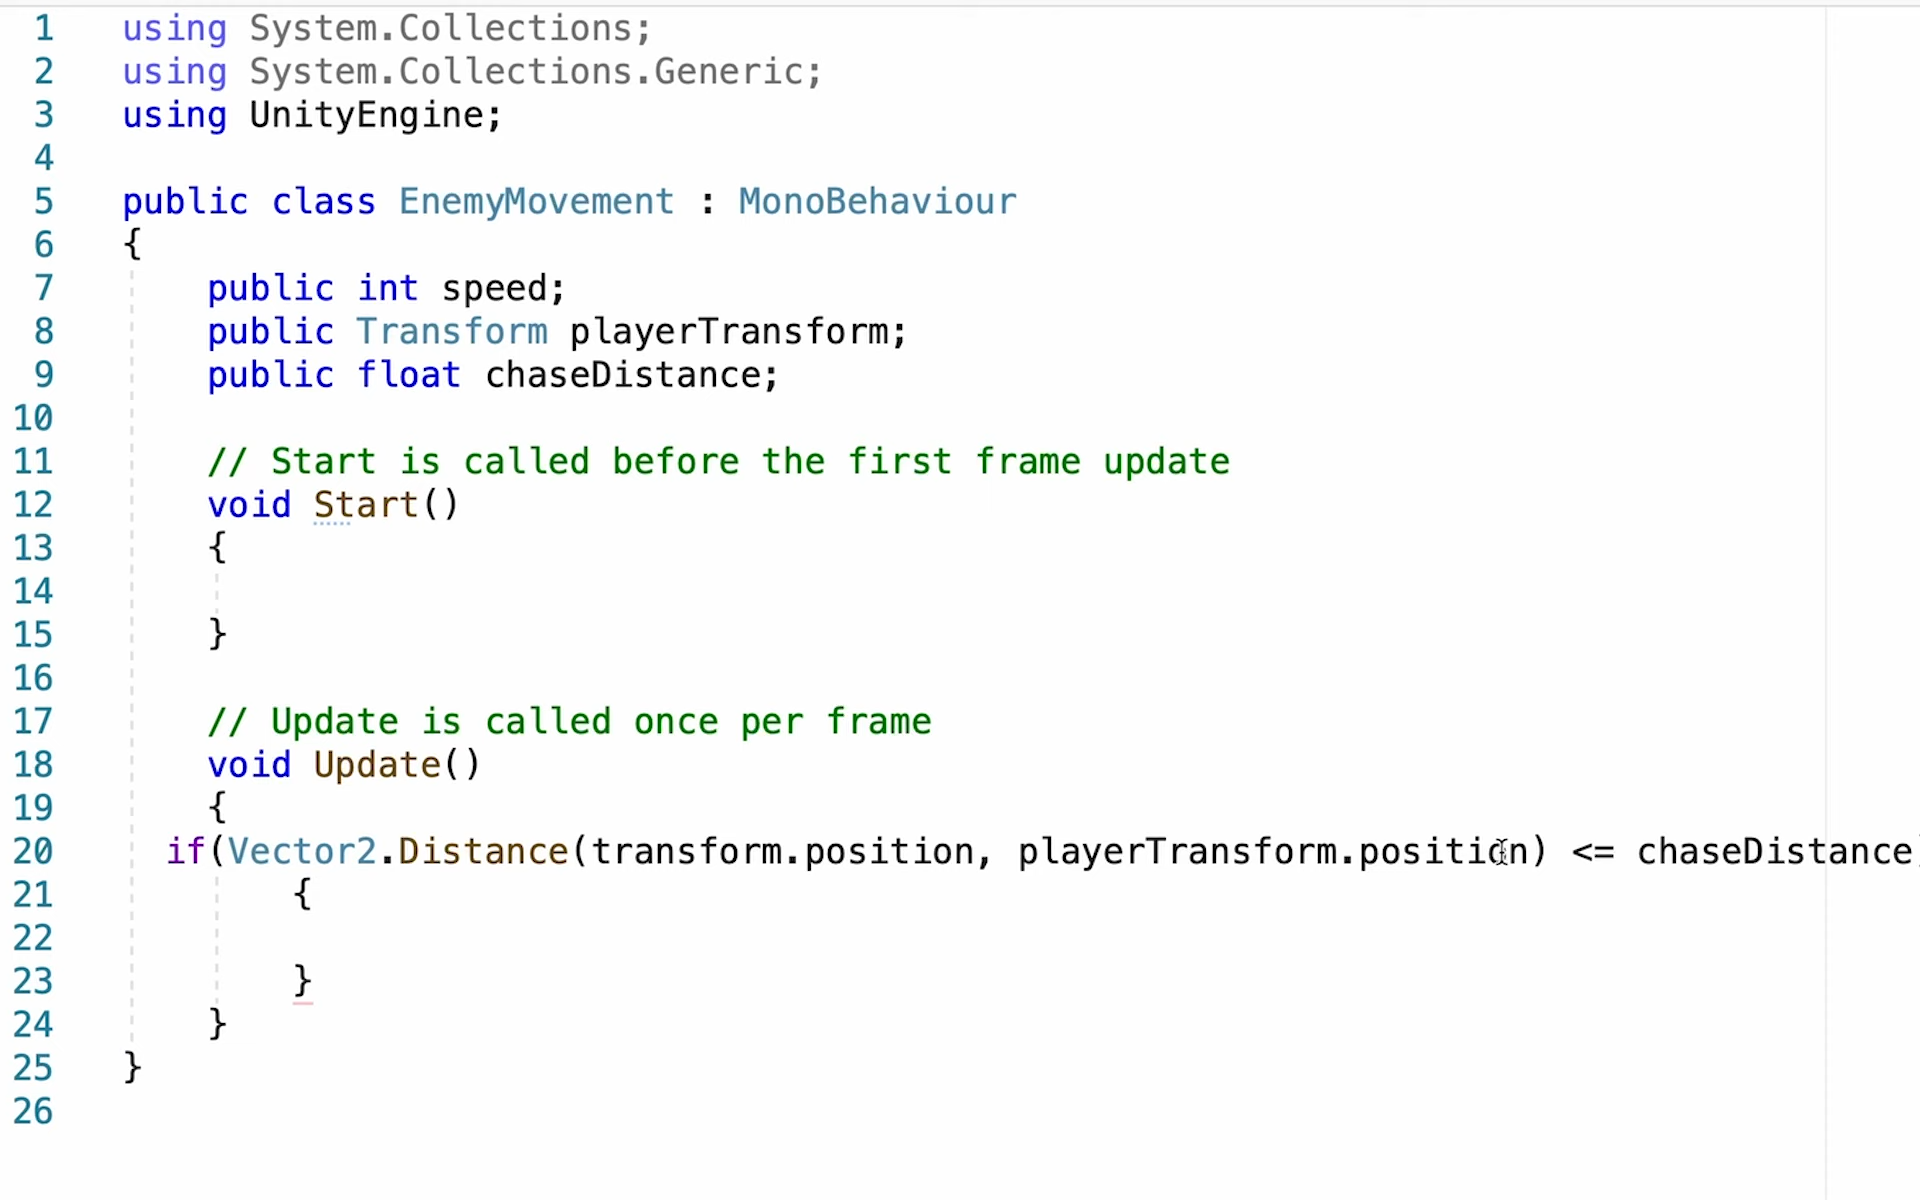 1 using System.Collections;
2 using System.Collections.Generic;
3 using UnityEngine;
4
5 public class EnemyMovement : MonoBehaviour
6 {
7 public int speed;
8 public Transform playerTransform;
9 public float chaseDistance;
10
11 // Start is called before the first frame update
12 void Start()
13 {
14
15 }
16
17 // Update is called once per frame
18 void Update()
19 {
20 if(Vector2.Distance(transform.position, playerTransform.position) <= chaseDistance
21 {
22
23 }
24 }
25 }
26